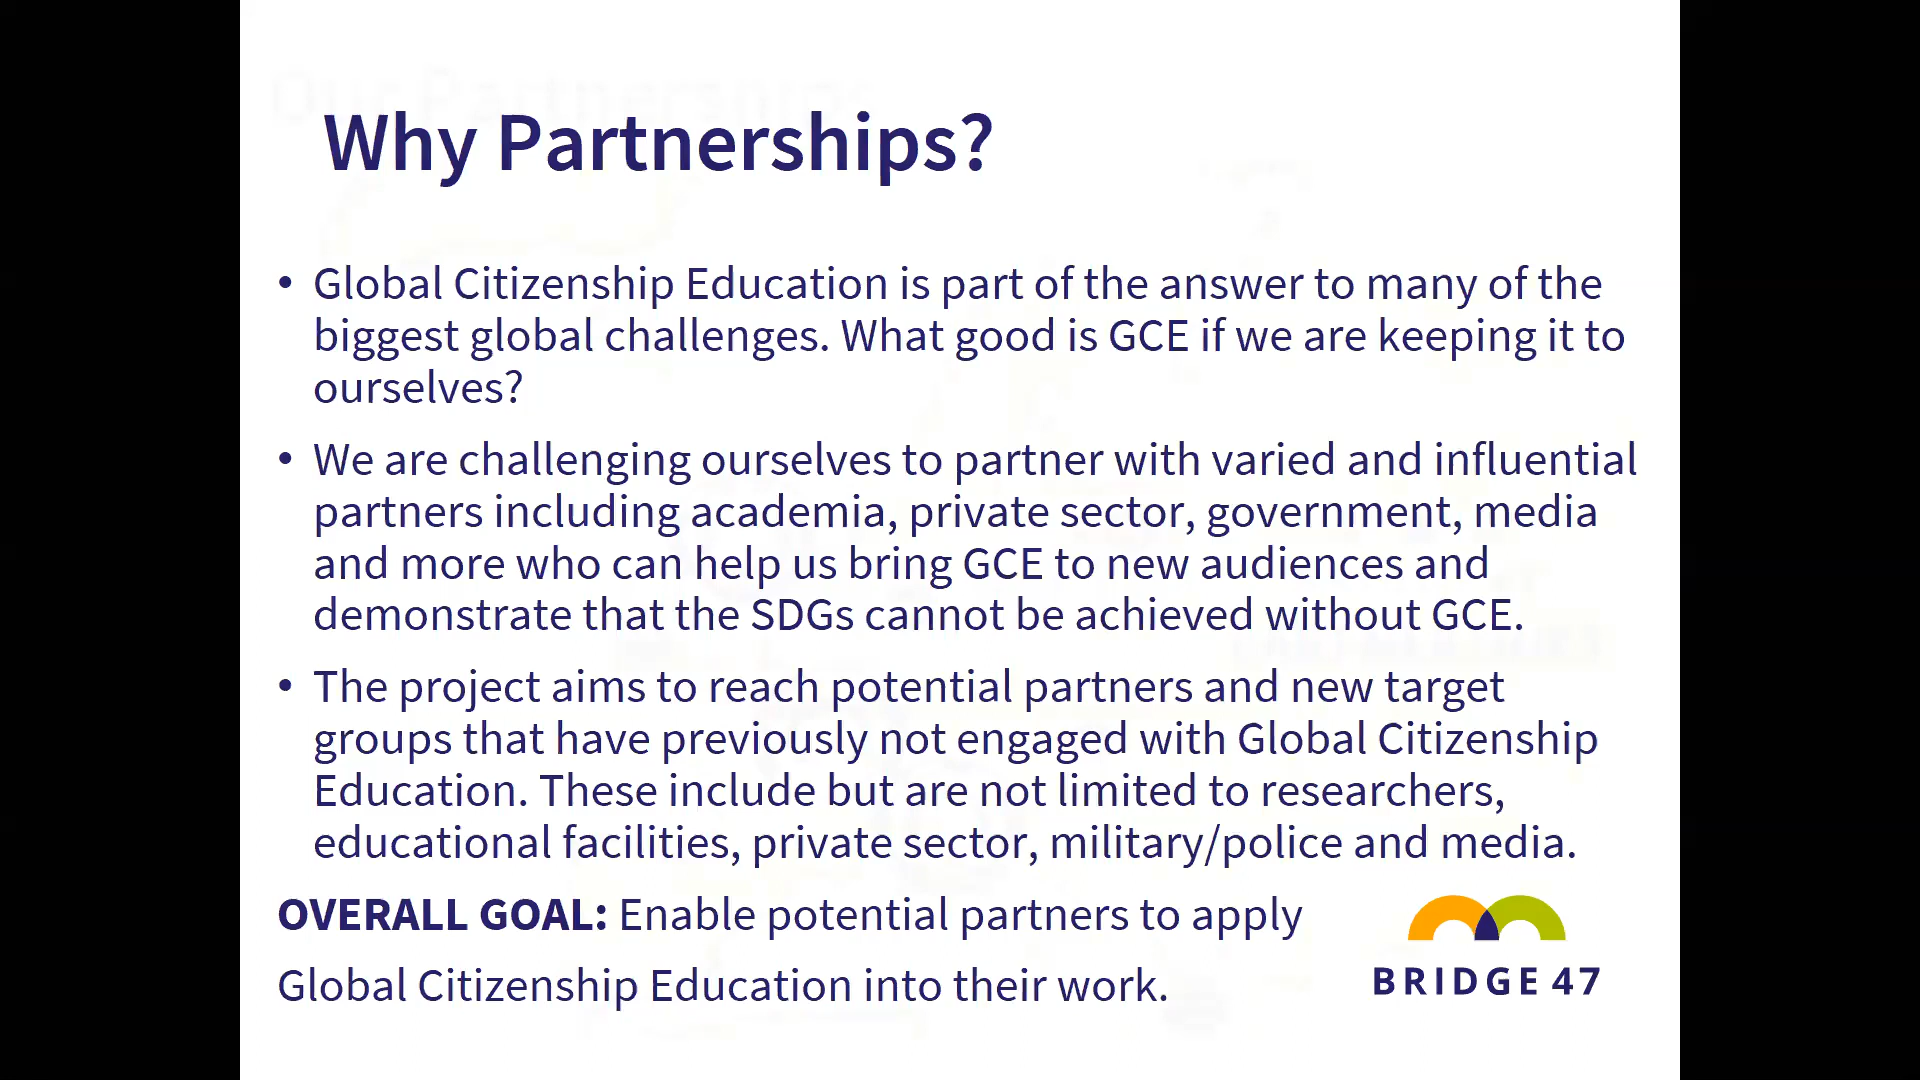 Our Partnerships
Why Partnerships?
• Global Citizenship Education is part of the answer to many of the
biggest global challenges. What good is GCE if we are keeping it to
ourselves?
• We are challenging ourselves to partner with varied and influential
partners including academia, private sector, government, media
and more who can help us bring GCE to new audiences and
demonstrate that the SDGs cannot be achieved without GCE.
• The project aims to reach potential partners and new target
groups that have previously not engaged with Global Citizenship
Education. These include but are not limited to researchers,
educational facilities, private sector, military/police and media.
OVERALL GOAL: Enable potential partners to apply
Global Citizenship Education into their work.
BRIDGE 47